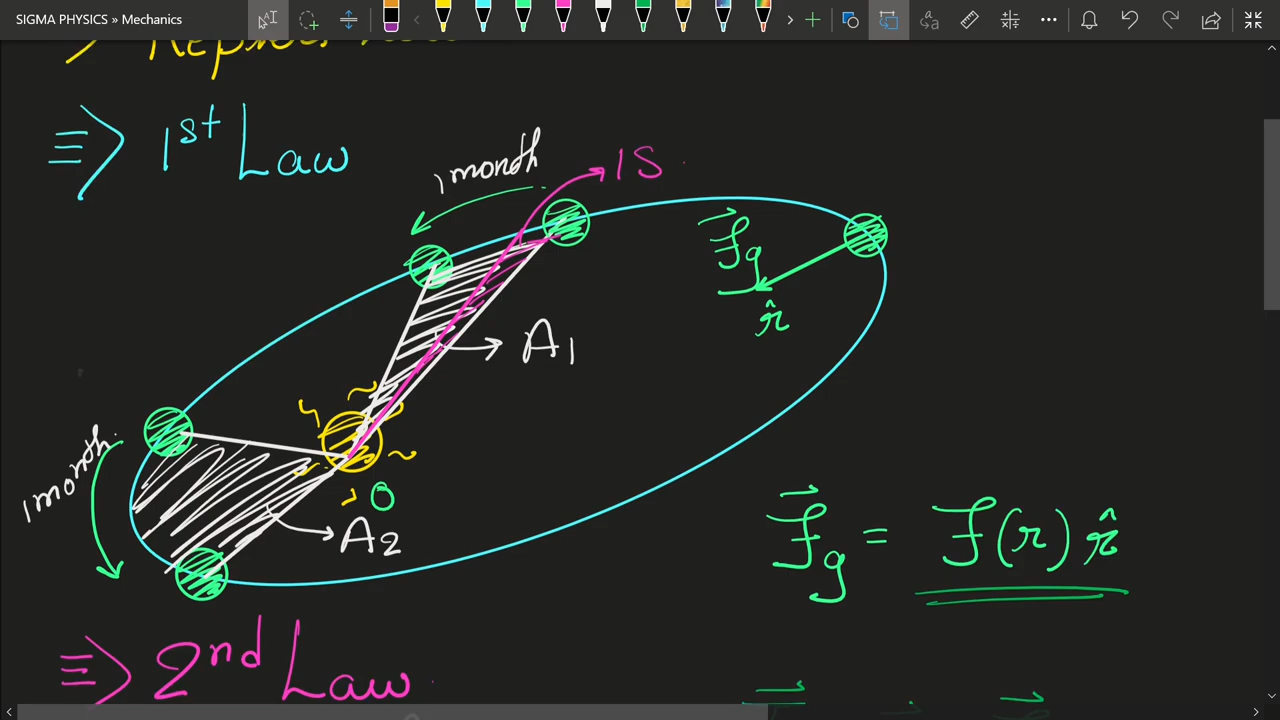 SIGMA PHYSICS » Mechanics
⇒ 1st Law
1 month
1S
f⃗g
r̂
A1
1 month
O
A2
f⃗g = f(r) r̂
⇒ 2nd Law